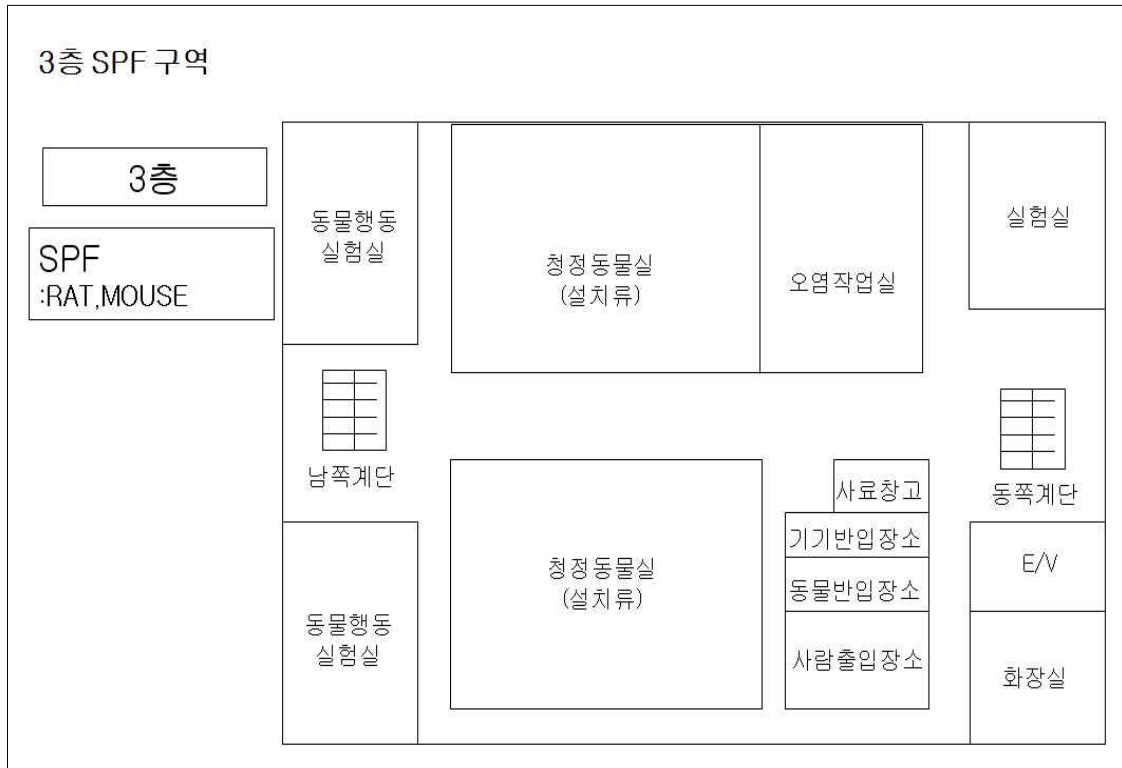 3층 SPF 구역
3층
SPF
:RAT,MOUSE
동물행동
실험실
청정동물실
(설치류)
오염작업실
실험실
남쪽계단
동쪽계단
동물행동
실험실
청정동물실
(설치류)
사료창고
기기반입장소
동물반입장소
사람출입장소
E/V
화장실